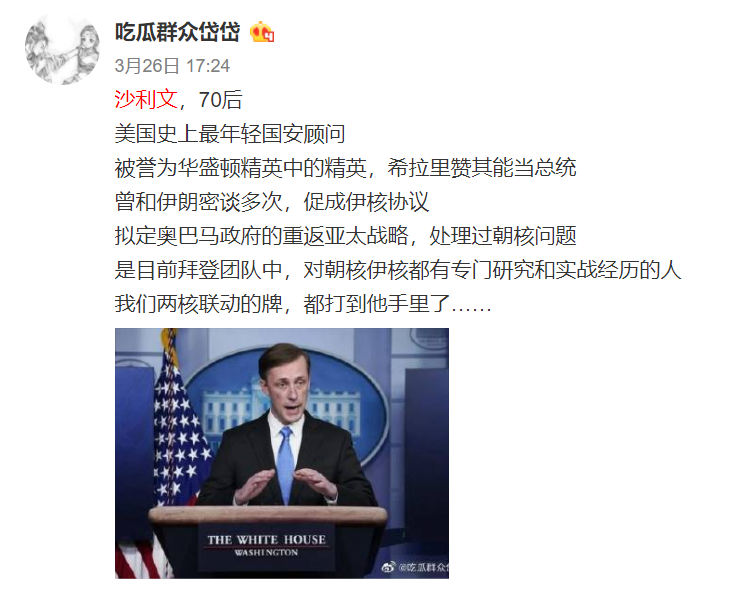 吃瓜群众岱岱
3月26日 17:24
沙利文，70后
美国史上最年轻国安顾问
被誉为华盛顿精英中的精英，希拉里赞其能当总统
曾和伊朗密谈多次，促成伊核协议
拟定奥巴马政府的重返亚太战略，处理过朝核问题
是目前拜登团队中，对朝核伊核都有专门研究和实战经历的人
我们两核联动的牌，都打到他手里了……
THE WHITE HOUSE
WASHINGTON
@吃瓜群众